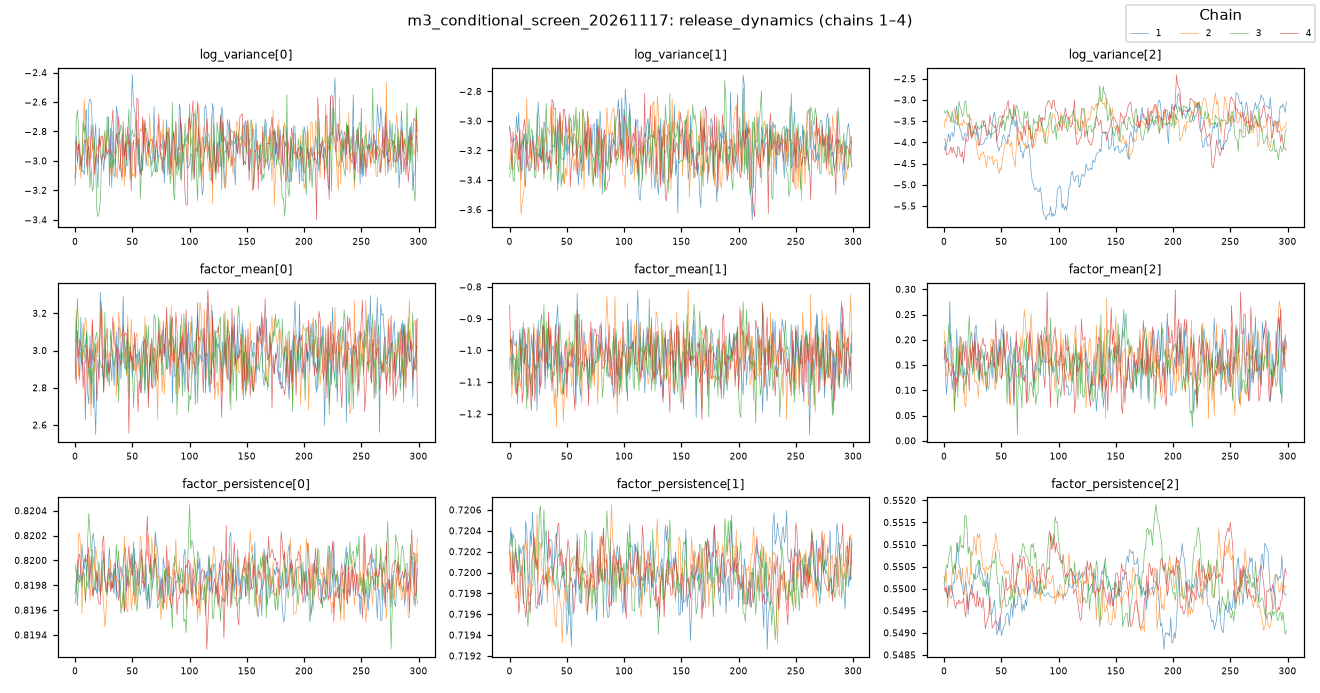 m3_conditional_screen_20261117: release_dynamics (chains 1–4)
Chain
1 2 3 4
log_variance[0] log_variance[1] log_variance[2]
−2.4 −2.6 −2.8 −3.0 −3.2 −3.4
0 50 100 150 200 250 300
−2.8 −3.0 −3.2 −3.4 −3.6
0 50 100 150 200 250 300
−2.5 −3.0 −3.5 −4.0 −4.5 −5.0 −5.5
0 50 100 150 200 250 300
factor_mean[0] factor_mean[1] factor_mean[2]
3.2 3.0 2.8 2.6
0 50 100 150 200 250 300
−0.8 −0.9 −1.0 −1.1 −1.2
0 50 100 150 200 250 300
0.30 0.25 0.20 0.15 0.10 0.05 0.00
0 50 100 150 200 250 300
factor_persistence[0] factor_persistence[1] factor_persistence[2]
0.8204 0.8202 0.8200 0.8198 0.8196 0.8194
0 50 100 150 200 250 300
0.7206 0.7204 0.7202 0.7200 0.7198 0.7196 0.7194 0.7192
0 50 100 150 200 250 300
0.5520 0.5515 0.5510 0.5505 0.5500 0.5495 0.5490 0.5485
0 50 100 150 200 250 300